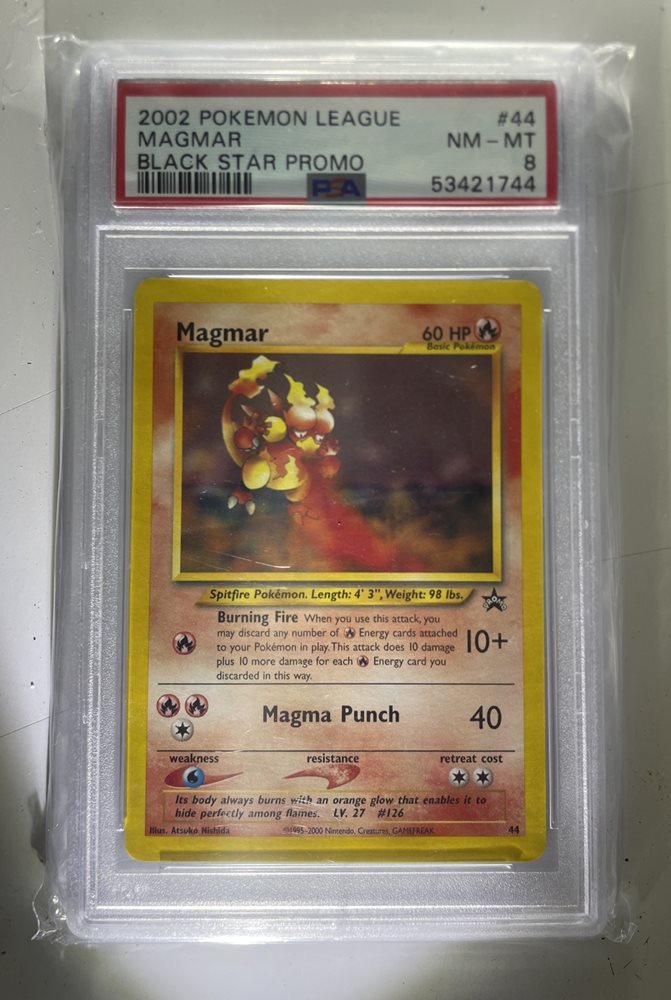 2002 POKEMON LEAGUE #44
MAGMAR NM - MT
BLACK STAR PROMO 8
PSA 53421744
Magmar 60 HP
Basic Pokémon
Spitfire Pokémon. Length: 4' 3", Weight: 98 lbs.
PROMO
Burning Fire When you use this attack, you
may discard any number of Energy cards attached
to your Pokémon in play. This attack does 10 damage
plus 10 more damage for each Energy card you
discarded in this way.
10+
Magma Punch 40
weakness resistance retreat cost
Its body always burns with an orange glow that enables it to
hide perfectly among flames. LV. 27 #126
Illus. Atsuko Nishida ©1995-2000 Nintendo, Creatures, GAMEFREAK. 44